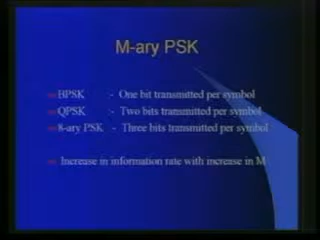 M-ary PSK
BPSK :- One bit transmitted per symbol
QPSK :- Two bits transmitted per symbol
8-ary PSK - Three bits transmitted per symbol
Increase in information rate with increase in M